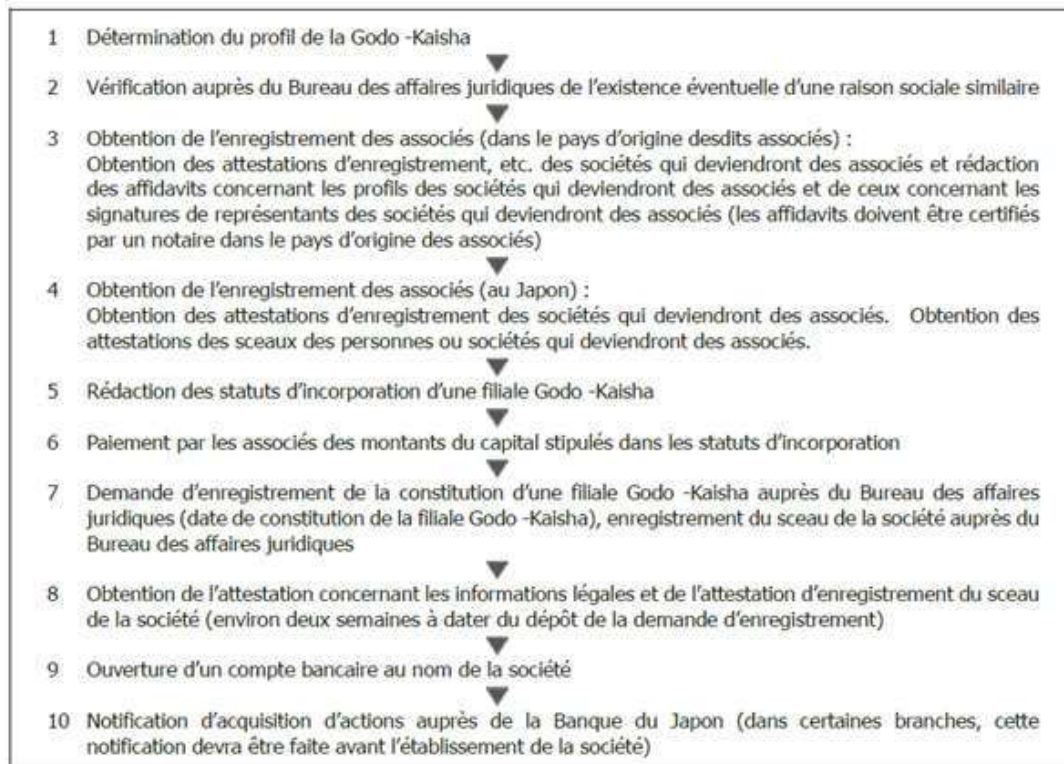 1 Détermination du profil de la Godo -Kaisha
2 Vérification auprès du Bureau des affaires juridiques de l'existence éventuelle d'une raison sociale similaire
3 Obtention de l'enregistrement des associés (dans le pays d'origine desdits associés) :
Obtention des attestations d'enregistrement, etc. des sociétés qui deviendront des associés et rédaction
des affidavits concernant les profils des sociétés qui deviendront des associés et de ceux concernant les
signatures de représentants des sociétés qui deviendront des associés (les affidavits doivent être certifiés
par un notaire dans le pays d'origine des associés)
4 Obtention de l'enregistrement des associés (au Japon) :
Obtention des attestations d'enregistrement des sociétés qui deviendront des associés. Obtention des
attestations des sceaux des personnes ou sociétés qui deviendront des associés.
5 Rédaction des statuts d'incorporation d'une filiale Godo -Kaisha
6 Paiement par les associés des montants du capital stipulés dans les statuts d'incorporation
7 Demande d'enregistrement de la constitution d'une filiale Godo -Kaisha auprès du Bureau des affaires
juridiques (date de constitution de la filiale Godo -Kaisha), enregistrement du sceau de la société auprès du
Bureau des affaires juridiques
8 Obtention de l'attestation concernant les informations légales et de l'attestation d'enregistrement du sceau
de la société (environ deux semaines à dater du dépôt de la demande d'enregistrement)
9 Ouverture d'un compte bancaire au nom de la société
10 Notification d'acquisition d'actions auprès de la Banque du Japon (dans certaines branches, cette
notification devra être faite avant l'établissement de la société)